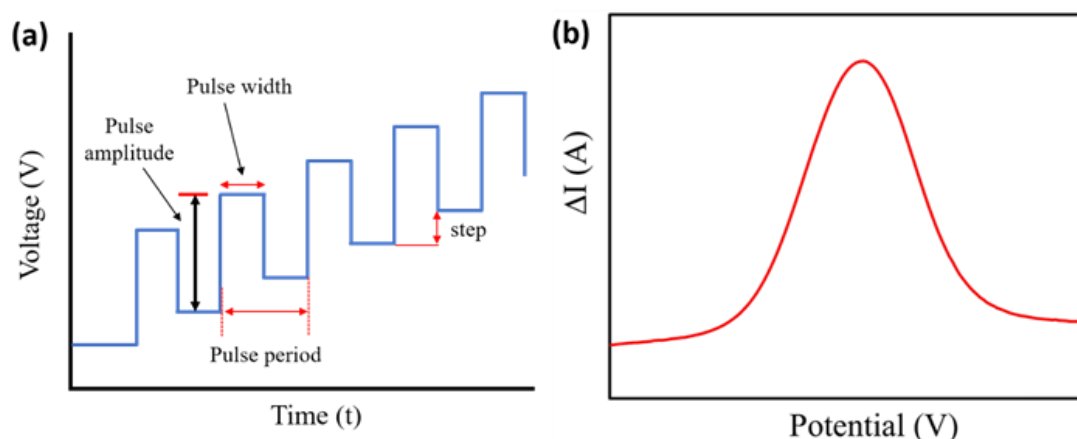 (a)
Pulse width
Pulse
amplitude
step
Pulse period
Voltage (V)
Time (t)
(b)
ΔI (A)
Potential (V)